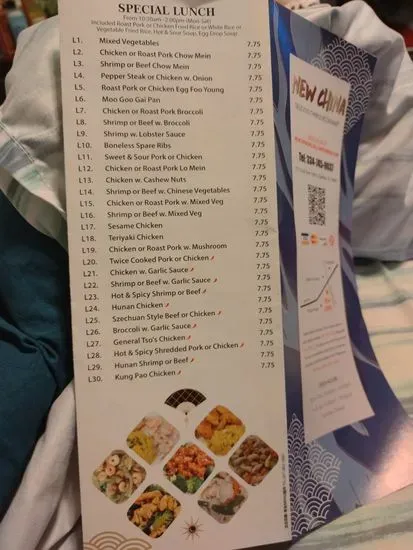 SPECIAL LUNCH
From 10:30am -2:00pm (Mon-Sat)
Included Roast Pork or Chicken Fried Rice or White Rice or
Vegetable Fried Rice, Hot & Sour Soup, Egg Drop Soup
L1. Mixed Vegetables 7.75
L2. Chicken or Roast Pork Chow Mein 7.75
L3. Shrimp or Beef Chow Mein 7.75
L4. Pepper Steak or Chicken w. Onion 7.75
L5. Roast Pork or Chicken Egg Foo Young 7.75
L6. Moo Goo Gai Pan 7.75
L7. Chicken or Roast Pork Broccoli 7.75
L8. Shrimp or Beef w. Broccoli 7.75
L9. Shrimp w. Lobster Sauce 7.75
L10. Boneless Spare Ribs 7.75
L11. Sweet & Sour Pork or Chicken 7.75
L12. Chicken or Roast Pork Lo Mein 7.75
L13. Chicken w. Cashew Nuts 7.75
L14. Shrimp or Beef w. Chinese Vegetables 7.75
L15. Chicken or Roast Pork w. Mixed Veg 7.75
L16. Shrimp or Beef w. Mixed Veg 7.75
L17. Sesame Chicken 7.75
L18. Teriyaki Chicken 7.75
L19. Chicken or Roast Pork w. Mushroom 7.75
L20. Twice Cooked Pork or Chicken 7.75
L21. Chicken w. Garlic Sauce 7.75
L22. Shrimp or Beef w. Garlic Sauce 7.75
L23. Hot & Spicy Shrimp or Beef 7.75
L24. Hunan Chicken 7.75
L25. Szechuan Style Beef or Chicken 7.75
L26. Broccoli w. Garlic Sauce 7.75
L27. General Tso's Chicken 7.75
L28. Hot & Spicy Shredded Pork or Chicken 7.75
L29. Hunan Shrimp or Beef 7.75
L30. Kung Pao Chicken 7.75
NEW CHINA